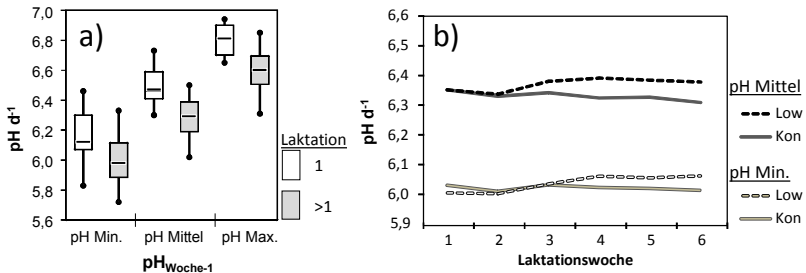 a)
7,0
6,8
6,6
6,4
6,2
6,0
5,8
5,6
pH d-1
pH Min.
pH Mittel
pH Max.
pHWoche-1
Laktation
1
>1
b)
6,6
6,5
6,4
6,3
6,2
6,1
6,0
5,9
pH d-1
1
2
3
4
5
6
Laktationswoche
pH Mittel
Low
Kon
pH Min.
Low
Kon